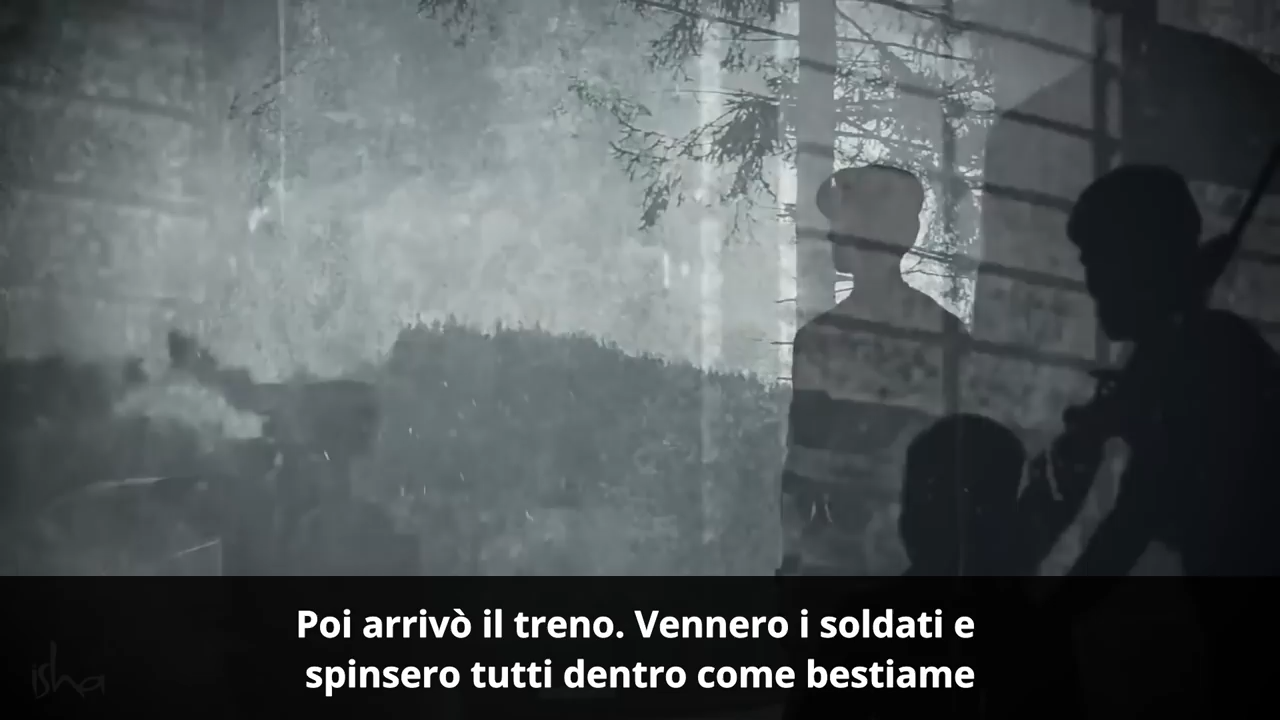 Poi arrivò il treno. Vennero i soldati e
spinsero tutti dentro come bestiame
isha